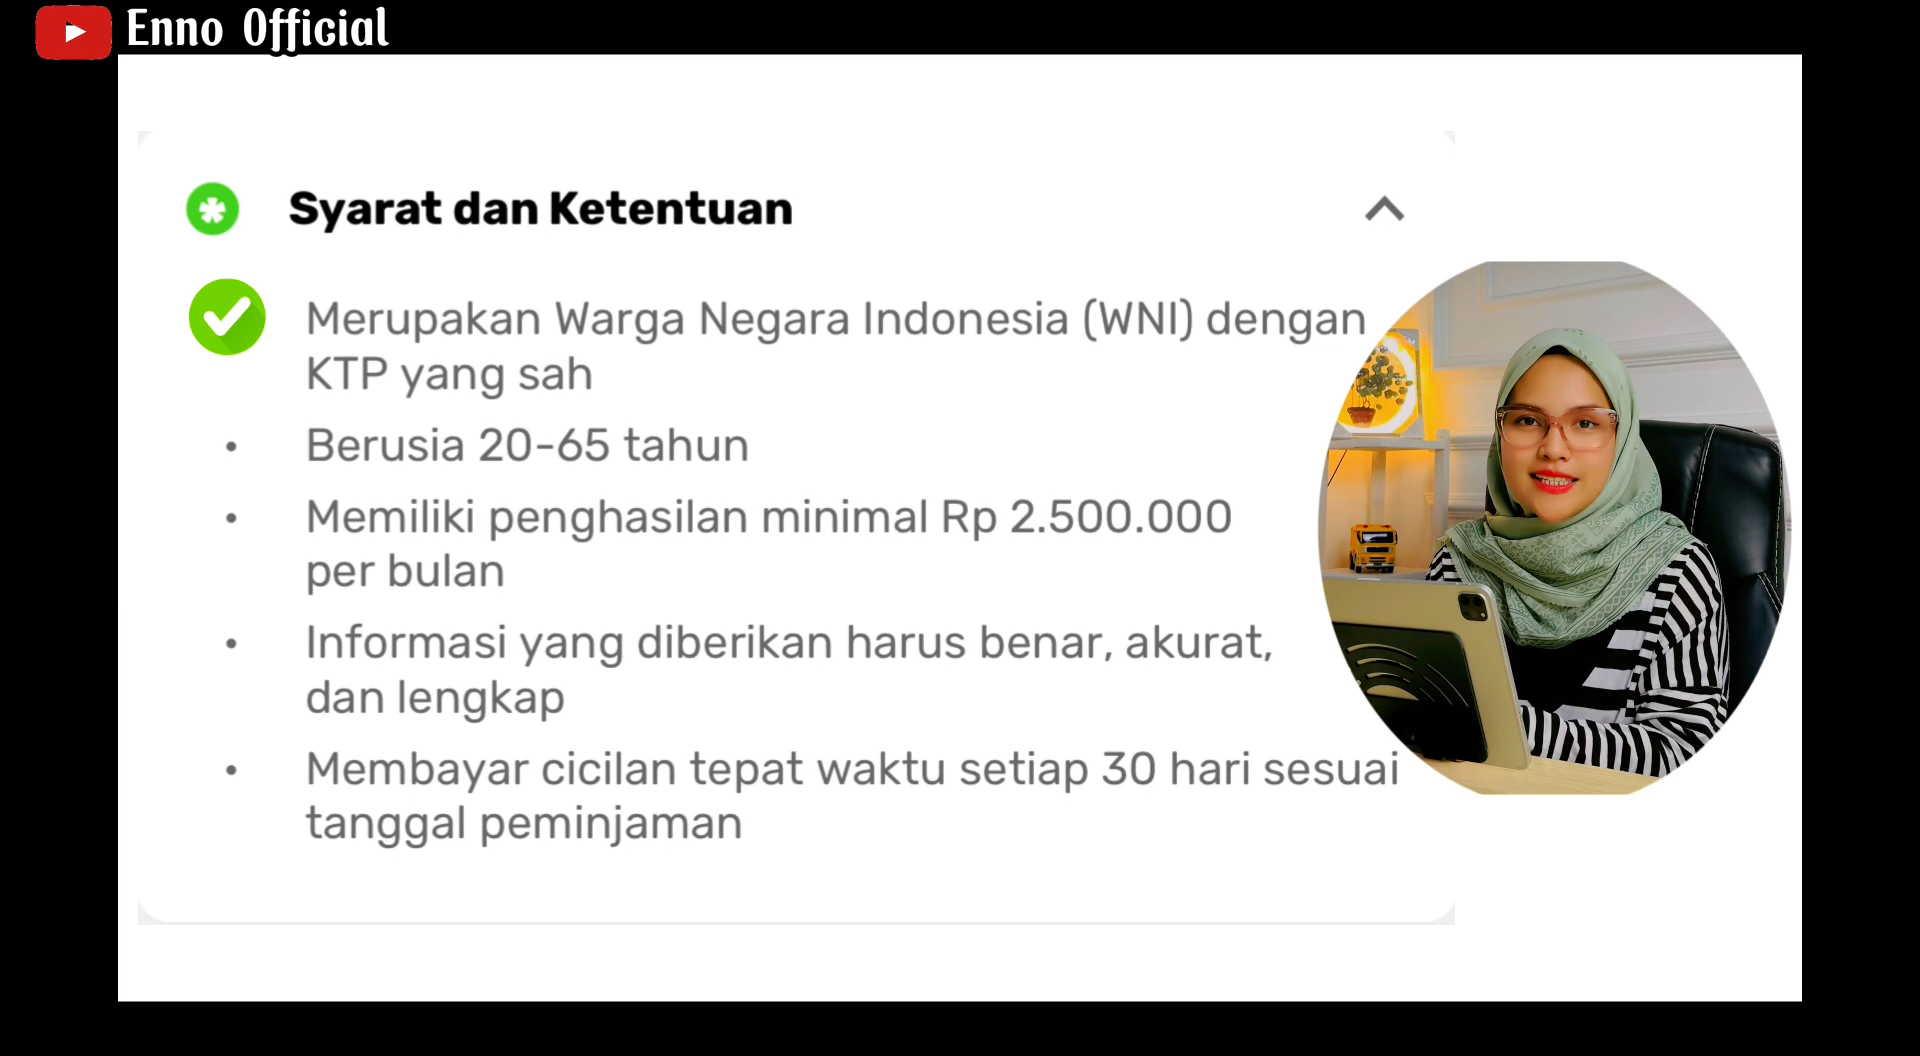 Enno Official
Syarat dan Ketentuan
Merupakan Warga Negara Indonesia (WNI) dengan
KTP yang sah
• Berusia 20-65 tahun
• Memiliki penghasilan minimal Rp 2.500.000
per bulan
• Informasi yang diberikan harus benar, akurat,
dan lengkap
• Membayar cicilan tepat waktu setiap 30 hari sesuai
tanggal peminjaman